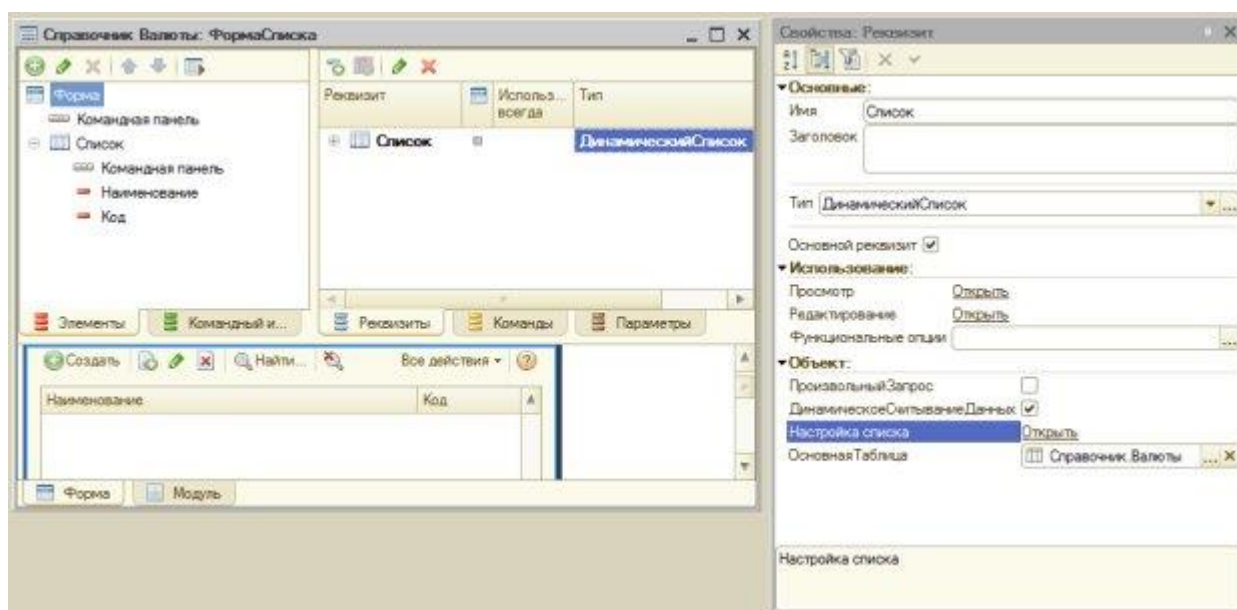 Справочник Валюты: ФормаСписка
Форма
Командная панель
Список
Командная панель
Наименование
Код
Реквизит
Использ...
всегда
Тип
Список
ДинамическийСписок
Элементы
Командный и...
Реквизиты
Команды
Параметры
Создать
Найти...
Все действия
Наименование
Код
Форма
Модуль
Свойства: Реквизит
Основные:
Имя
Список
Заголовок
Тип
ДинамическийСписок
...
Основной реквизит
Использование:
Просмотр
Открыть
Редактирование
Открыть
Функциональные опции
...
Объект:
ПроизвольныйЗапрос
ДинамическоеСчитываниеДанных
Настройка списка
Открыть
ОсновнаяТаблица
Справочник.Валюты
...
Настройка списка